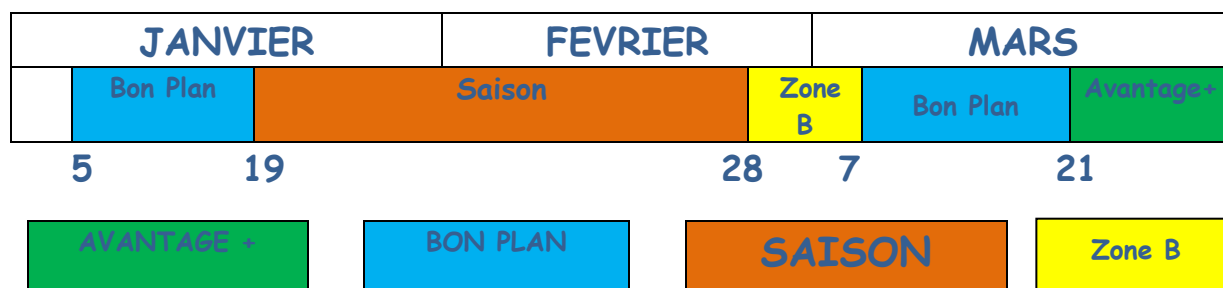 JANVIER FEVRIER MARS
Bon Plan Saison Zone B Bon Plan Avantage+
5 19 28 7 21
AVANTAGE + BON PLAN SAISON Zone B